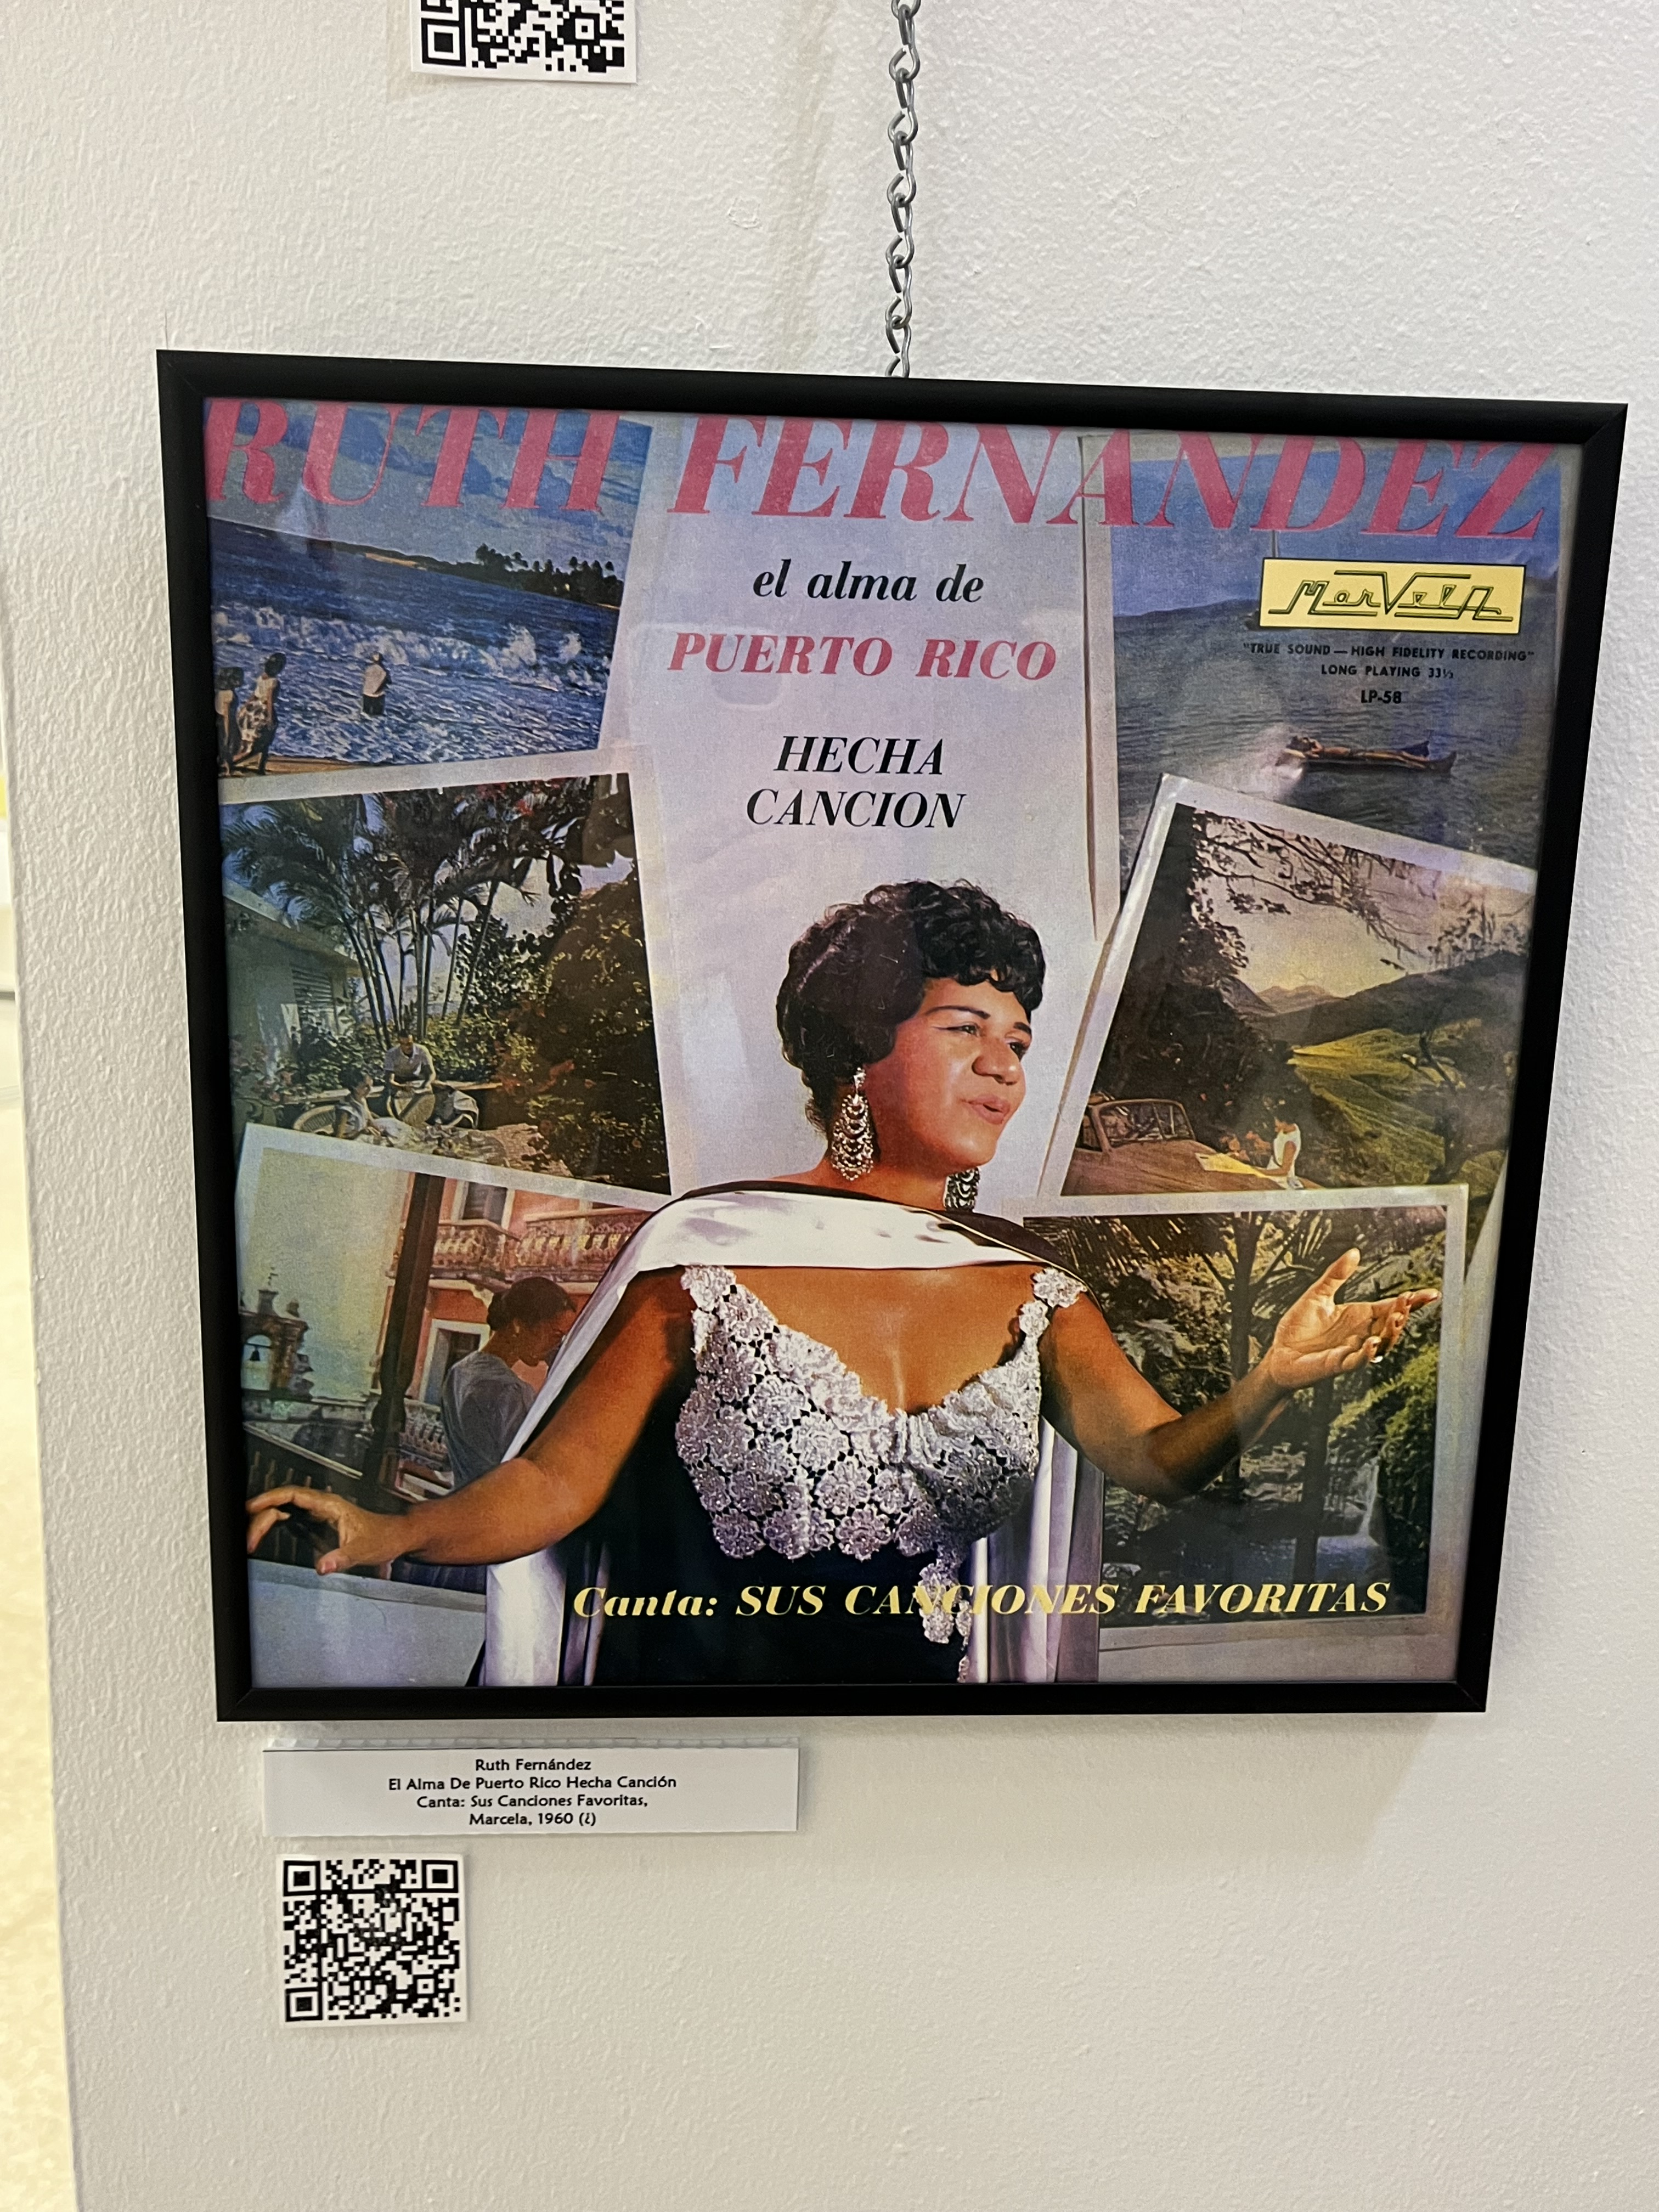 RUTH FERNANDEZ
el alma de
PUERTO RICO
HECHA
CANCION
MarVela
"TRUE SOUND — HIGH FIDELITY RECORDING"
LONG PLAYING 33⅓
LP-58
Canta: SUS CANCIONES FAVORITAS
Ruth Fernández
El Alma De Puerto Rico Hecha Canción
Canta: Sus Canciones Favoritas,
Marcela, 1960 (¿)